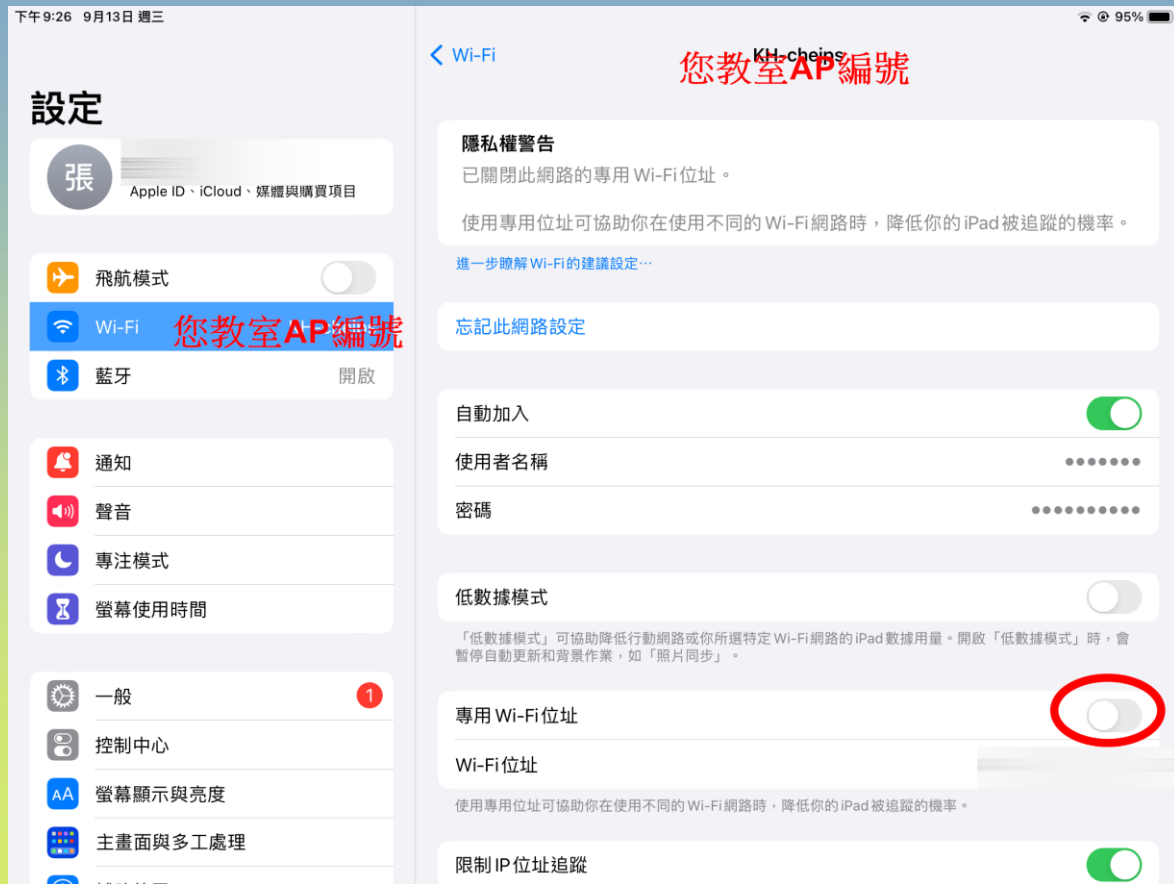 下午9:26 9月13日 週三
95%
設定
張
Apple ID、iCloud、媒體與購買項目
飛航模式
Wi-Fi
您教室AP編號
藍牙
開啟
通知
聲音
專注模式
螢幕使用時間
一般
1
控制中心
AA
螢幕顯示與亮度
主畫面與多工處理
Wi-Fi
KH-cheips
您教室AP編號
隱私權警告
已關閉此網路的專用 Wi-Fi 位址。
使用專用位址可協助你在使用不同的 Wi-Fi 網路時,降低你的 iPad 被追蹤的機率。
進一步瞭解 Wi-Fi 的建議設定…
忘記此網路設定
自動加入
使用者名稱 ●●●●●●●
密碼 ●●●●●●●●●●
低數據模式
「低數據模式」可協助降低行動網路或你所選特定 Wi-Fi 網路的 iPad 數據用量。開啟「低數據模式」時,會
暫停自動更新和背景作業,如「照片同步」。
專用 Wi-Fi 位址
Wi-Fi 位址
使用專用位址可協助你在使用不同的 Wi-Fi 網路時,降低你的 iPad 被追蹤的機率。
限制 IP 位址追蹤